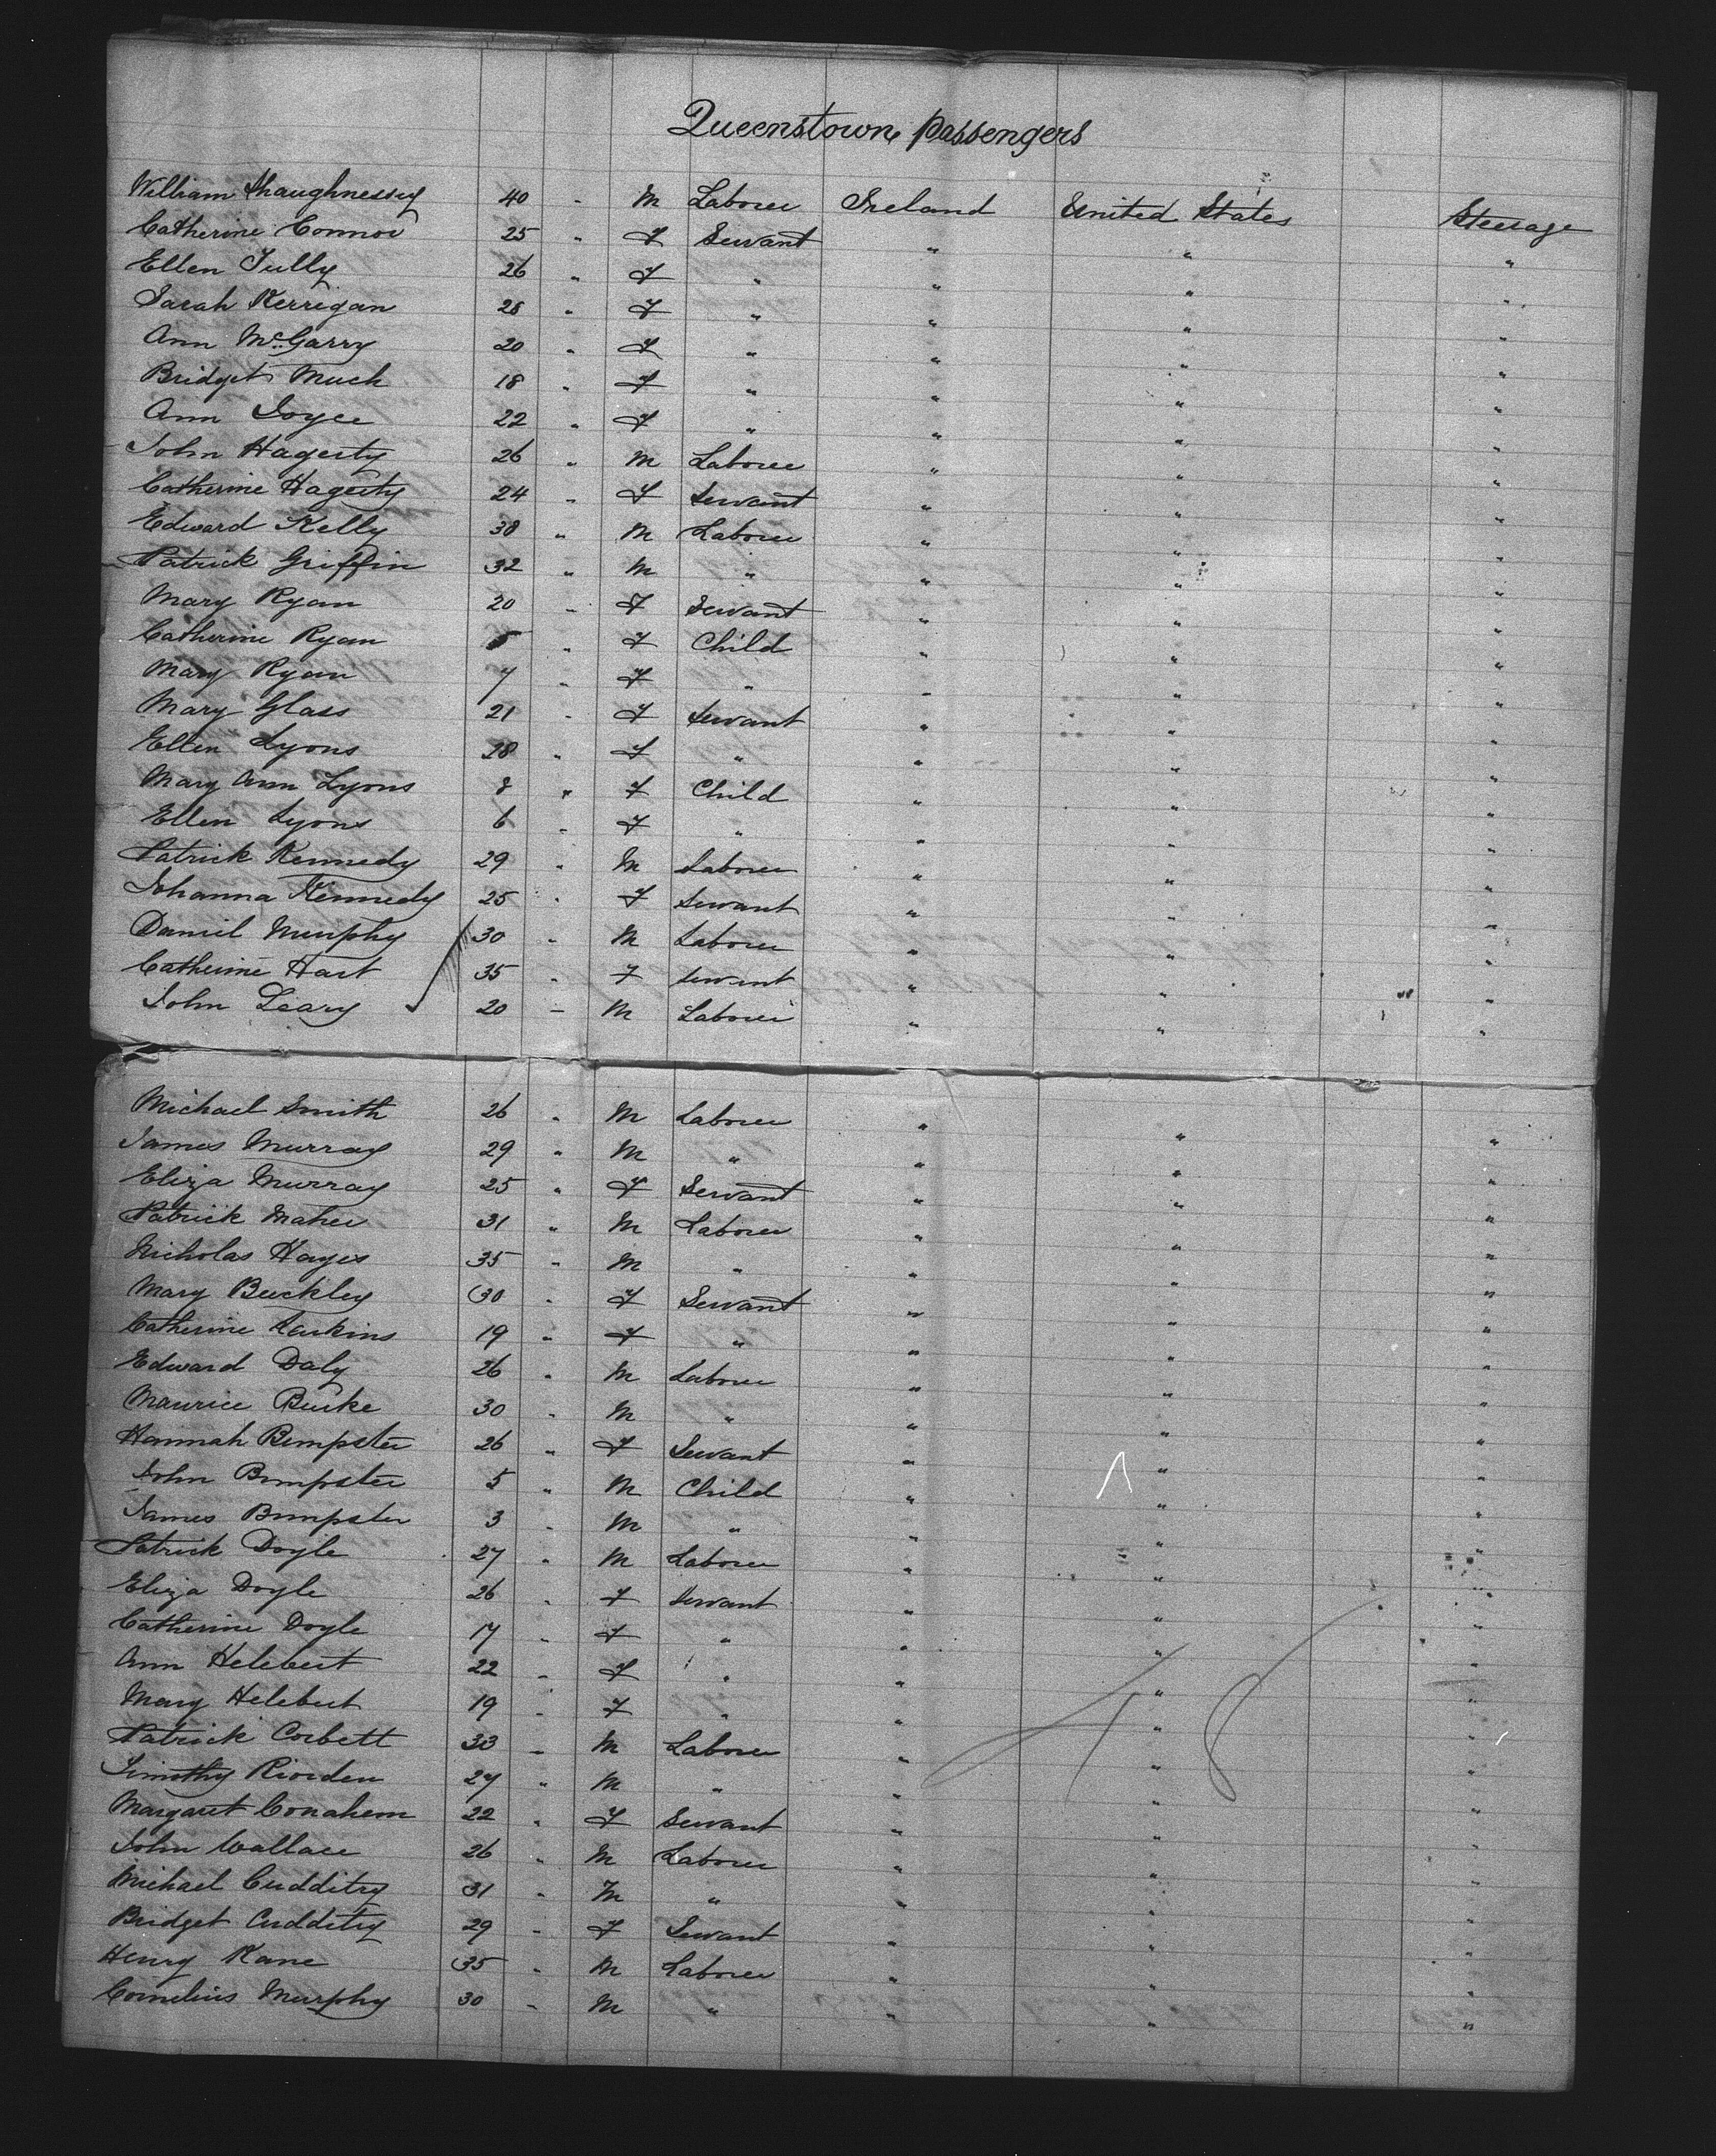 Queenstown Passengers
William Shaughnessy 40 " M Laborer Ireland United States Steerage
Catherine Connor 25 " F Servant " " "
Ellen Tully 26 " F " " " "
Sarah Kerrigan 28 " F " " " "
Ann McGarry 20 " F " " " "
Bridget Much 18 " F " " " "
Ann Joyce 22 " F " " " "
John Hagerty 26 " M Laborer " " "
Catherine Hagerty 24 " F Servant " " "
Edward Kelly 38 " M Laborer " " "
Patrick Griffin 32 " M " " " "
Mary Ryan 20 " F Servant " " "
Catherine Ryan 5 " F Child " " "
Mary Ryan 7 " F " " " "
Mary Glass 21 " F Servant " " "
Ellen Lyons 28 " F " " " "
Mary Ann Lyons 8 " F Child " " "
Ellen Lyons 6 " F " " " "
Patrick Kennedy 29 " M Laborer " " "
Johanna Kennedy 25 " F Servant " " "
Daniel Murphy 30 " M Laborer " " "
Catherine Hart 35 " F Servant " " "
John Leary 20 " M Laborer " " "
Michael Smith 26 " M Laborer " " "
James Murray 29 " M " " " "
Eliza Murray 25 " F Servant " " "
Patrick Maher 31 " M Laborer " " "
Nicholas Hayes 35 " M " " " "
Mary Buckley 30 " F Servant " " "
Catherine Larkins 19 " F " " " "
Edward Daly 26 " M Laborer " " "
Maurice Burke 30 " M " " " "
Hannah Bempster 26 " F Servant " " "
John Bempster 5 " M Child " " "
James Bempster 3 " M " " " "
Patrick Doyle 27 " M Laborer " " "
Eliza Doyle 26 " F Servant " " "
Catherine Doyle 17 " F " " " "
Ann Helebert 22 " F " " " "
Mary Helebert 19 " F " " " "
Patrick Corbett 33 " M Laborer " " "
Timothy Riorden 27 " M " " " "
Margaret Conahem 22 " F Servant " " "
John Wallace 26 " M Laborer " " "
Michael Cudditry 31 " M " " " "
Bridget Cudditry 29 " F Servant " " "
Henry Kane 35 " M Laborer " " "
Cornelius Murphy 30 " M " " " "
48